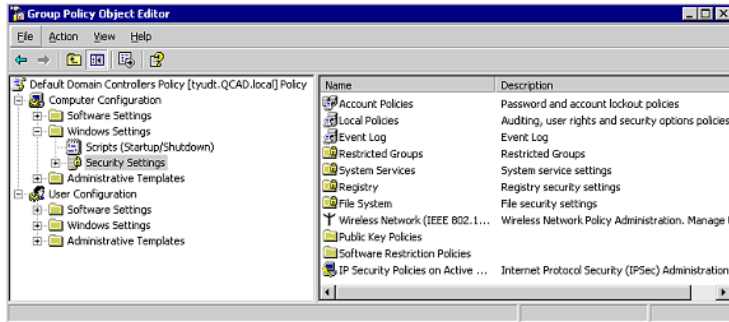 Group Policy Object Editor
File Action View Help
Default Domain Controllers Policy [tyudt.QCAD.local] Policy
Computer Configuration
Software Settings
Windows Settings
Scripts (Startup/Shutdown)
Security Settings
Administrative Templates
User Configuration
Software Settings
Windows Settings
Administrative Templates
Name Description
Account Policies Password and account lockout policies
Local Policies Auditing, user rights and security options policies
Event Log Event Log
Restricted Groups Restricted Groups
System Services System service settings
Registry Registry security settings
File System File security settings
Wireless Network (IEEE 802.1... Wireless Network Policy Administration. Manage
Public Key Policies
Software Restriction Policies
IP Security Policies on Active ... Internet Protocol Security (IPSec) Administration